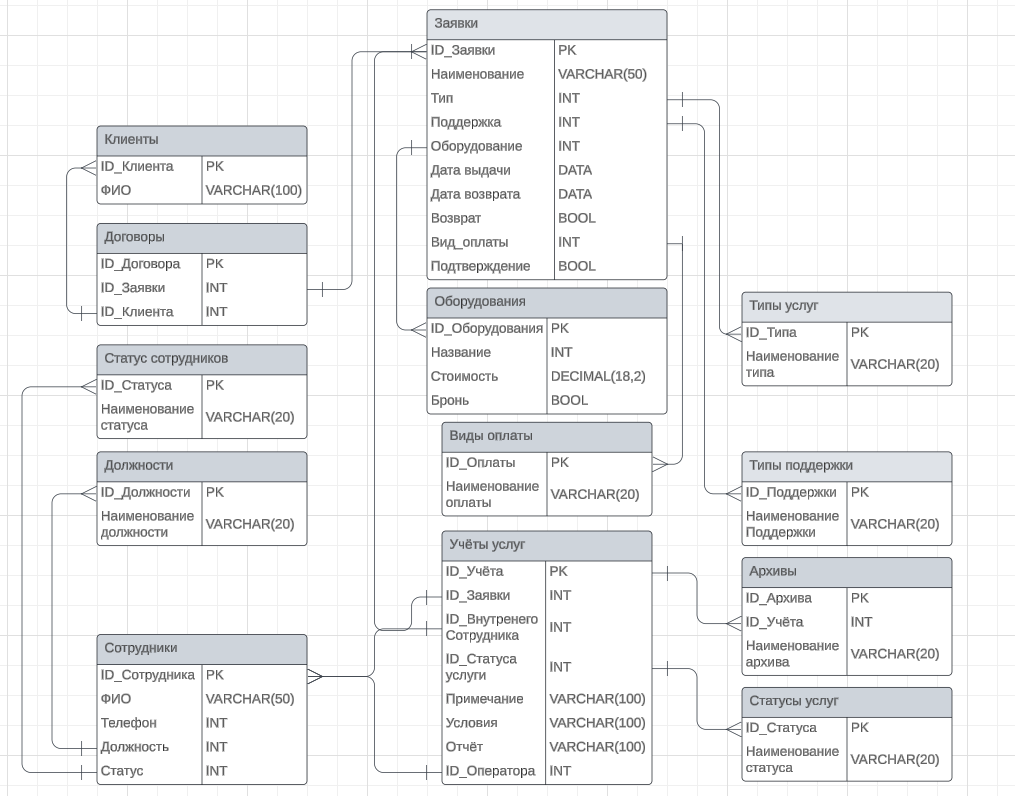 Заявки
ID_Заявки PK
Наименование VARCHAR(50)
Тип INT
Поддержка INT
Оборудование INT
Дата выдачи DATA
Дата возврата DATA
Возврат BOOL
Вид_оплаты INT
Подтверждение BOOL
Клиенты
ID_Клиента PK
ФИО VARCHAR(100)
Договоры
ID_Договора PK
ID_Заявки INT
ID_Клиента INT
Оборудования
ID_Оборудования PK
Название INT
Стоимость DECIMAL(18,2)
Бронь BOOL
Типы услуг
ID_Типа PK
Наименование
типа VARCHAR(20)
Статус сотрудников
ID_Статуса PK
Наименование
статуса VARCHAR(20)
Виды оплаты
ID_Оплаты PK
Наименование
оплаты VARCHAR(20)
Должности
ID_Должности PK
Наименование
должности VARCHAR(20)
Типы поддержки
ID_Поддержки PK
Наименование
Поддержки VARCHAR(20)
Учёты услуг
ID_Учёта PK
ID_Заявки INT
ID_Внутренего
Сотрудника INT
ID_Статуса
услуги INT
Примечание VARCHAR(100)
Условия VARCHAR(100)
Отчёт VARCHAR(100)
ID_Оператора INT
Архивы
ID_Архива PK
ID_Учёта INT
Наименование
архива VARCHAR(20)
Сотрудники
ID_Сотрудника PK
ФИО VARCHAR(50)
Телефон INT
Должность INT
Статус INT
Статусы услуг
ID_Статуса PK
Наименование
статуса VARCHAR(20)